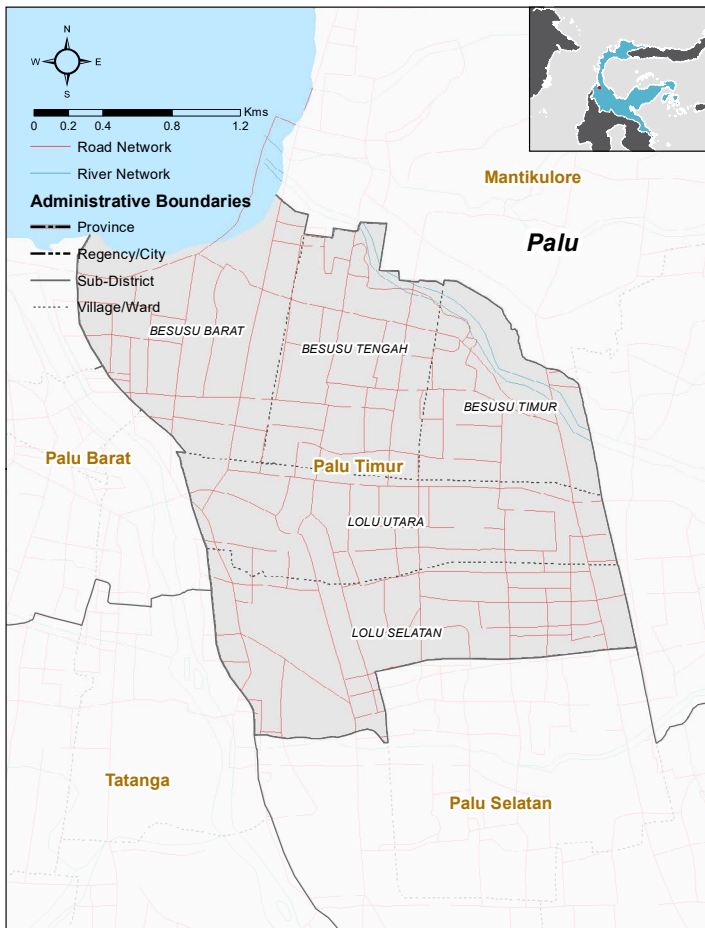 N
W E
S
Kms
0 0.2 0.4 0.8 1.2
Road Network
River Network
Administrative Boundaries
Province
Regency/City
Sub-District
Village/Ward
Mantikulore
Palu
BESUSU BARAT
BESUSU TENGAH
BESUSU TIMUR
Palu Barat
Palu Timur
LOLU UTARA
LOLU SELATAN
Tatanga
Palu Selatan